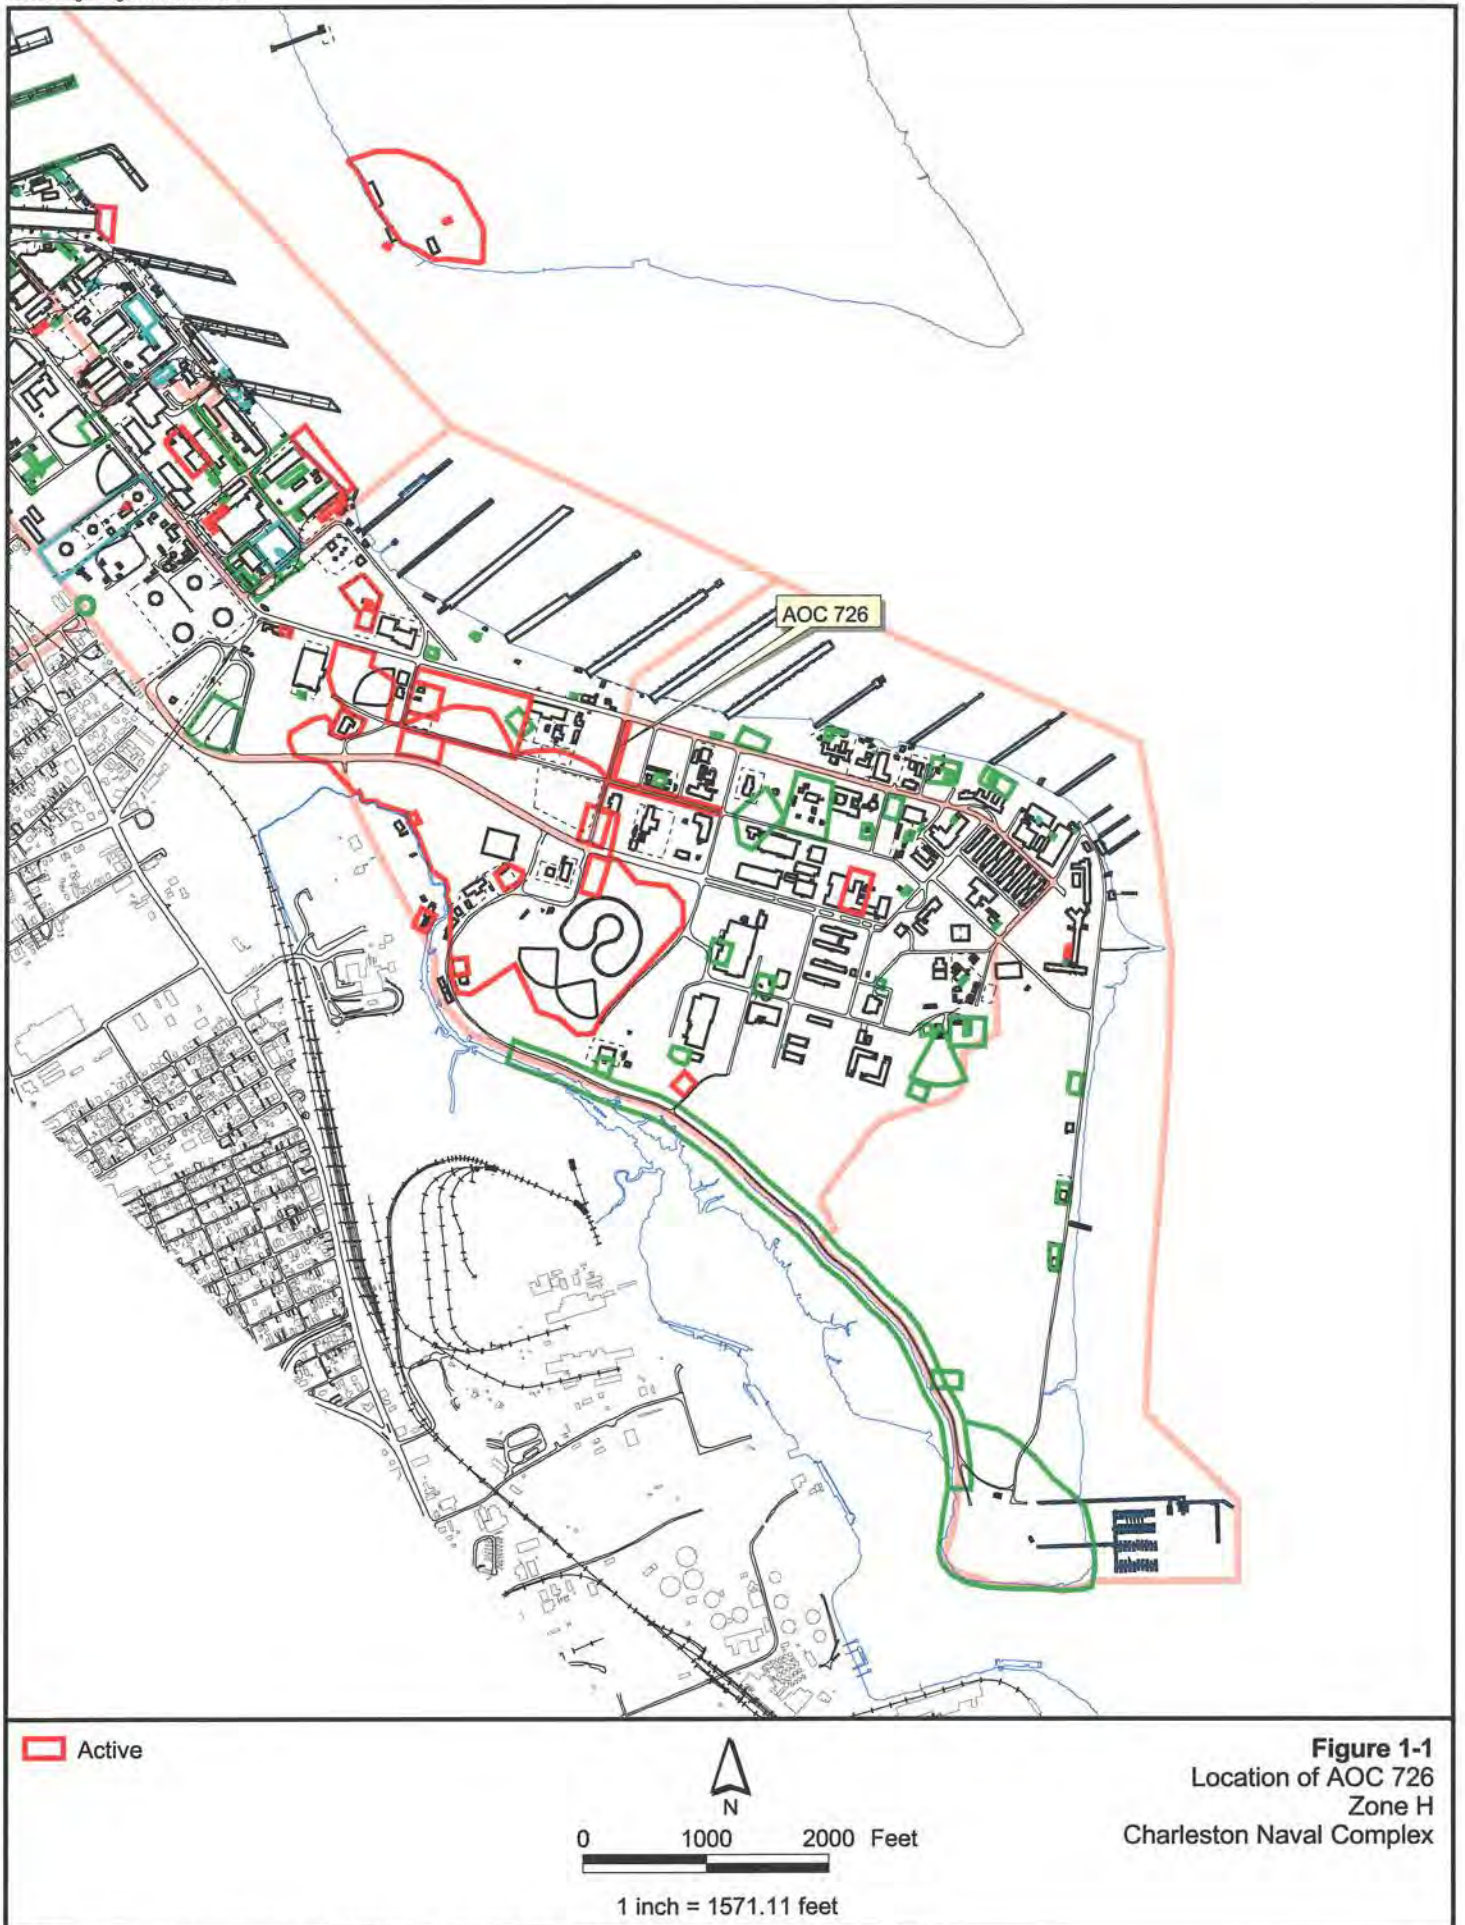 AOC 726
Active
N
0 1000 2000 Feet
1 inch = 1571.11 feet
Figure 1-1
Location of AOC 726
Zone H
Charleston Naval Complex